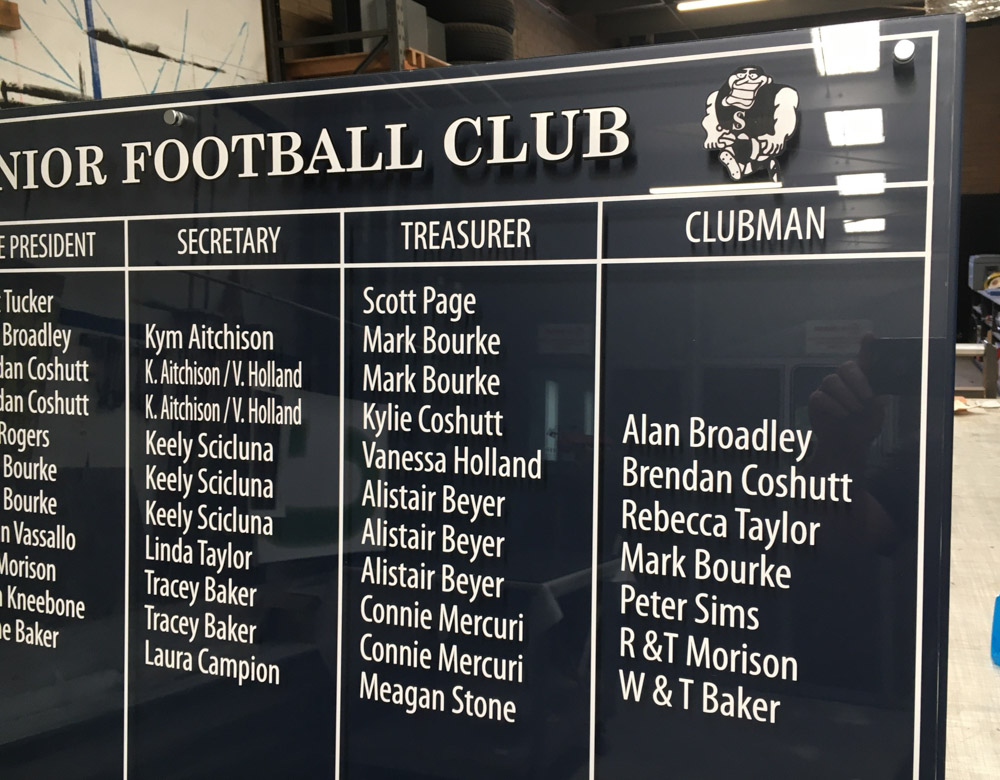 NIOR FOOTBALL CLUB
S
E PRESIDENT SECRETARY TREASURER CLUBMAN
Tucker Scott Page
Broadley Kym Aitchison Mark Bourke
dan Coshutt K. Aitchison / V. Holland Mark Bourke
dan Coshutt K. Aitchison / V. Holland Kylie Coshutt Alan Broadley
Rogers Keely Scicluna Vanessa Holland Brendan Coshutt
Bourke Keely Scicluna Alistair Beyer Rebecca Taylor
Bourke Keely Scicluna Alistair Beyer Mark Bourke
n Vassallo Linda Taylor Alistair Beyer Peter Sims
Morison Tracey Baker Connie Mercuri R &T Morison
n Kneebone Tracey Baker Connie Mercuri W & T Baker
ne Baker Laura Campion Meagan Stone